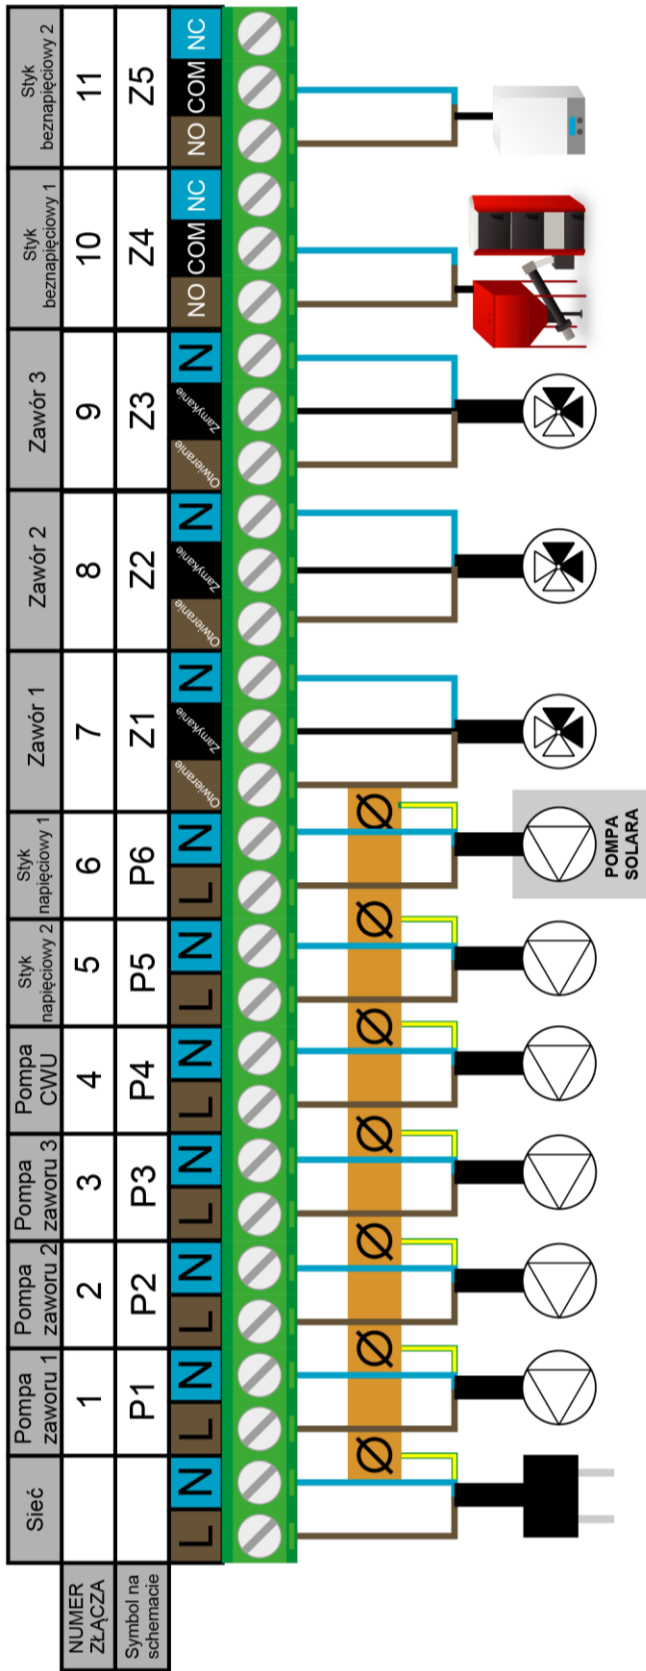 Sieć
Pompa
zaworu 1
Pompa
zaworu 2
Pompa
zaworu 3
Pompa
CWU
Styk
napięciowy 2
Styk
napięciowy 1
Zawór 1
Zawór 2
Zawór 3
Styk
beznapięciowy 1
Styk
beznapięciowy 2
NUMER
ZŁĄCZA
1
2
3
4
5
6
7
8
9
10
11
Symbol na
schemacie
P1
P2
P3
P4
P5
P6
Z1
Z2
Z3
Z4
Z5
L N
L N
L N
L N
L N
L N
L N
Otwieranie Zamykanie N
Otwieranie Zamykanie N
Otwieranie Zamykanie N
NO COM NC
NO COM NC
POMPA
SOLARA